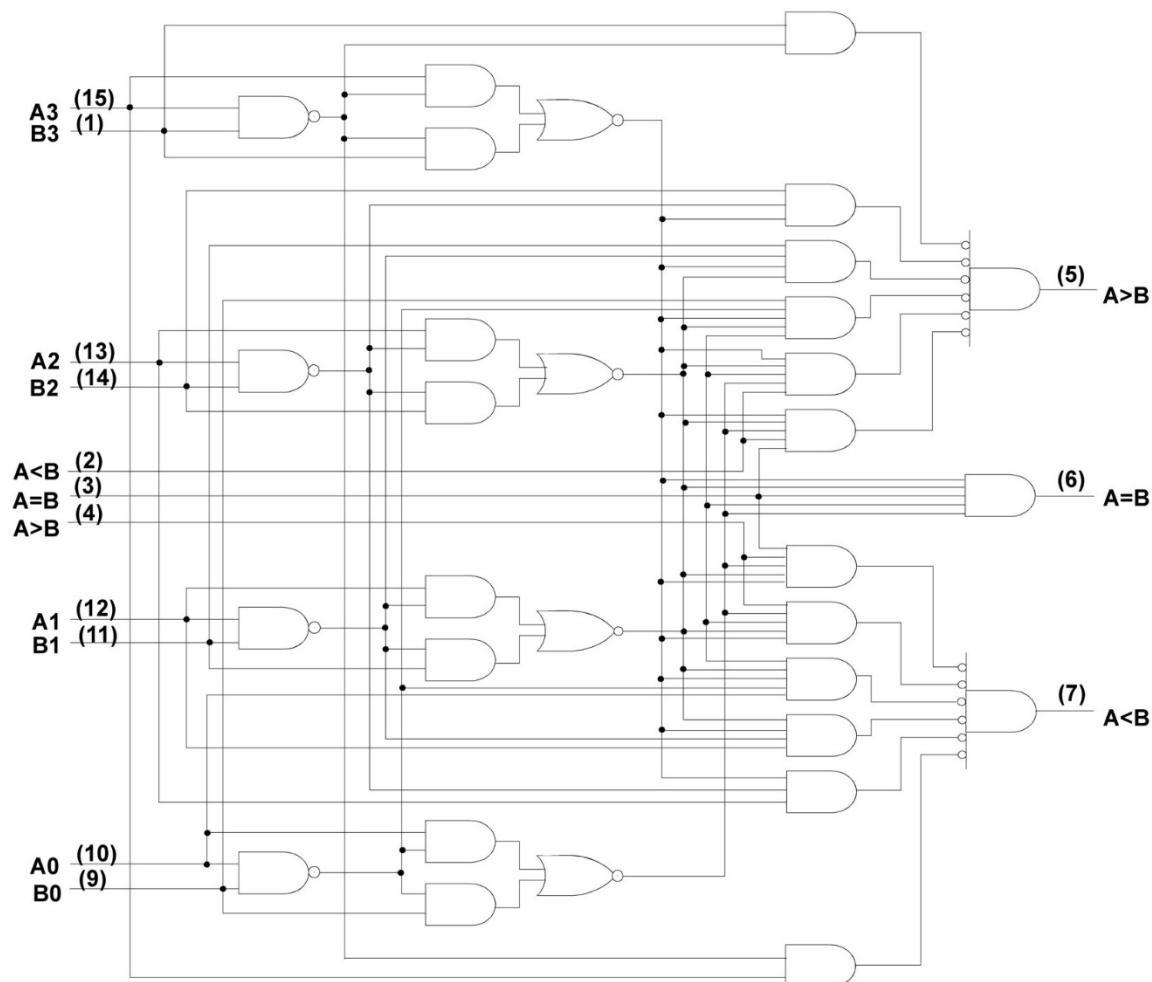 A3 (15)
B3 (1)
(5)
A>B
A2 (13)
B2 (14)
A<B (2)
A=B (3)
A>B (4)
(6)
A=B
A1 (12)
B1 (11)
(7)
A<B
A0 (10)
B0 (9)